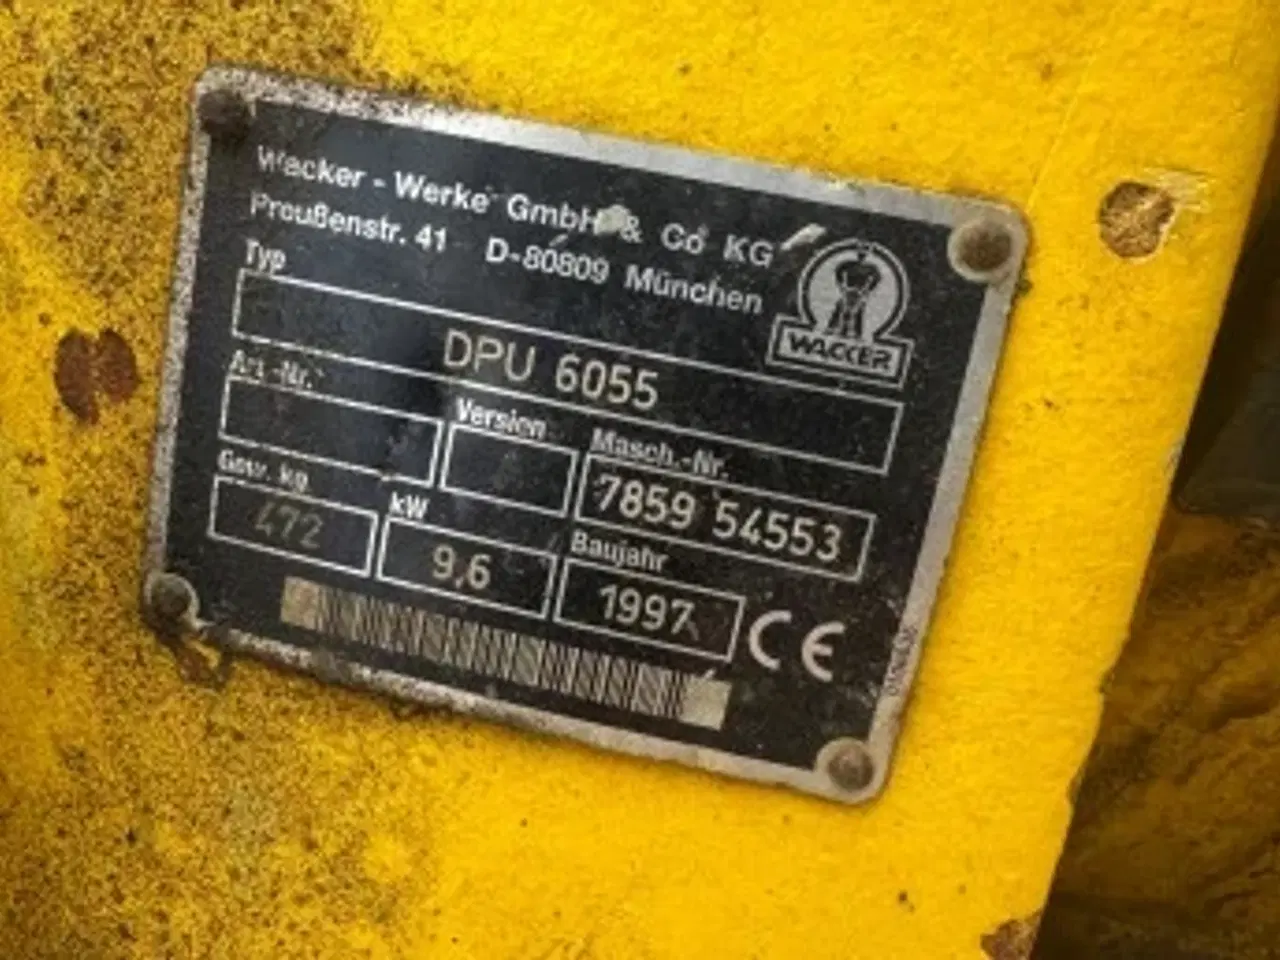 Wacker - Werke GmbH & Co KG
Preußenstr. 41 D-80809 München
WACKER
Typ
DPU 6055
Art.-Nr.
Version
Masch.-Nr.
7859 54553
Gew. kg
472
kW
9,6
Baujahr
1997
CE